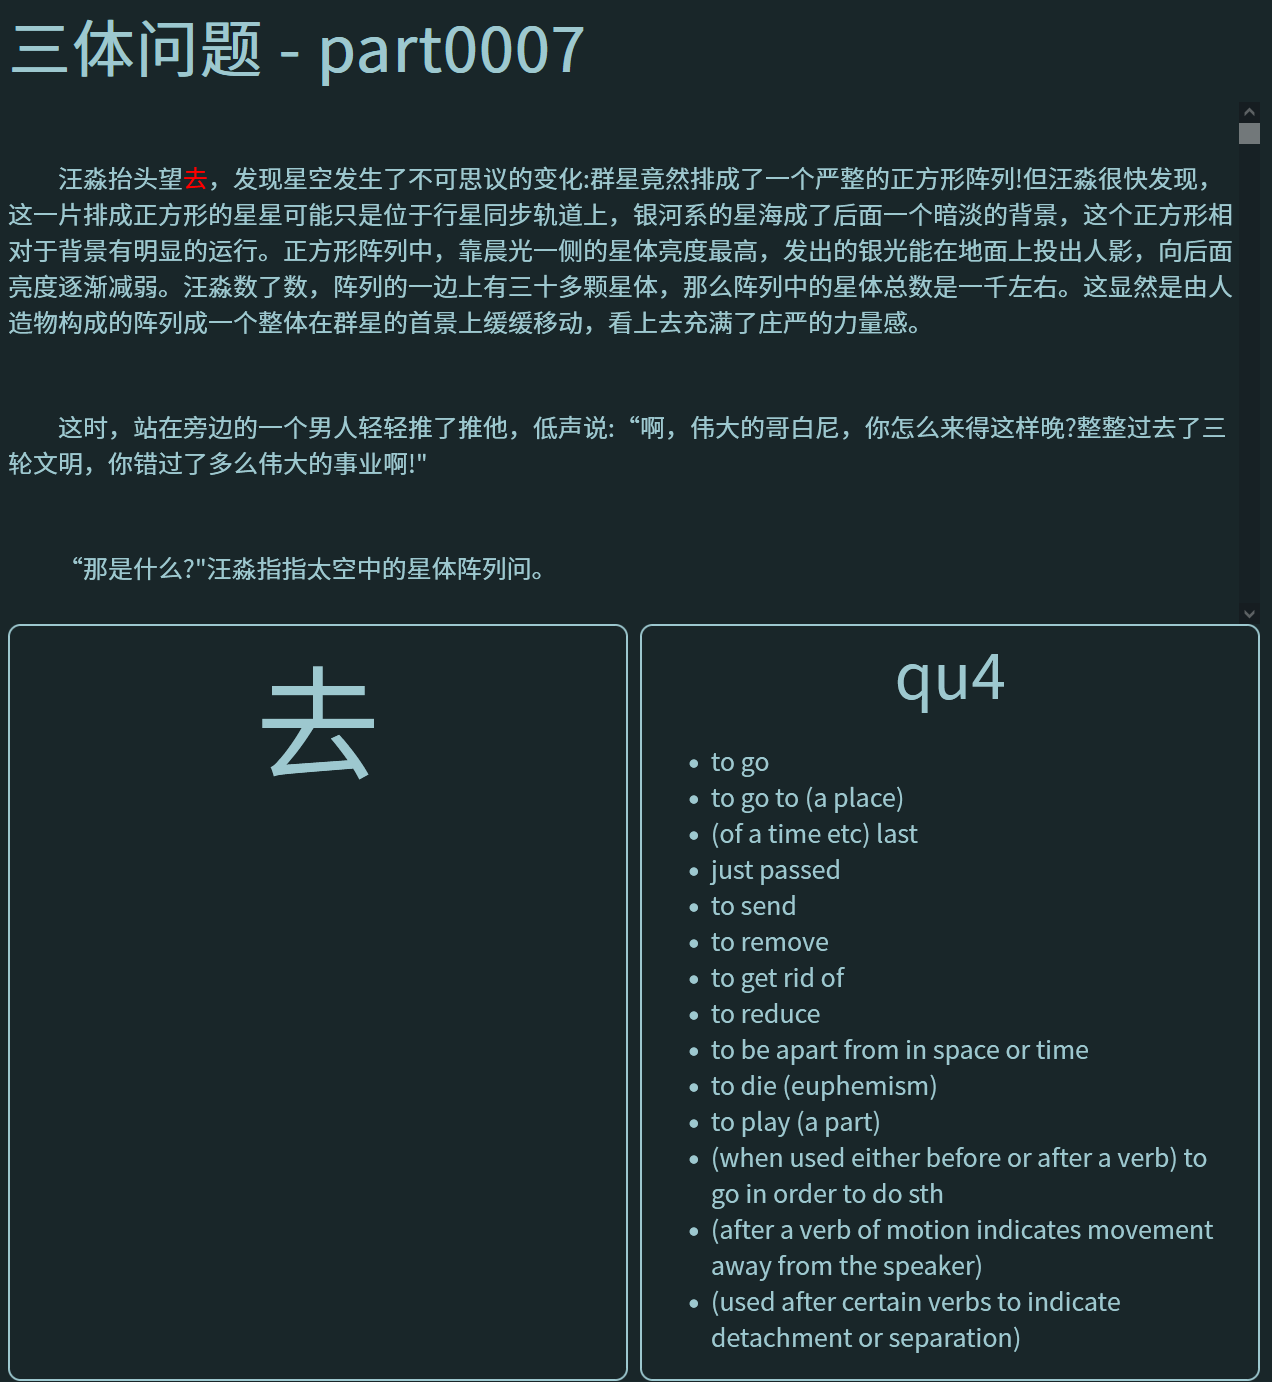 三体问题 - part0007
汪淼抬头望去，发现星空发生了不可思议的变化:群星竟然排成了一个严整的正方形阵列!但汪淼很快发现，
这一片排成正方形的星星可能只是位于行星同步轨道上，银河系的星海成了后面一个暗淡的背景，这个正方形相
对于背景有明显的运行。正方形阵列中，靠晨光一侧的星体亮度最高，发出的银光能在地面上投出人影，向后面
亮度逐渐减弱。汪淼数了数，阵列的一边上有三十多颗星体，那么阵列中的星体总数是一千左右。这显然是由人
造物构成的阵列成一个整体在群星的首景上缓缓移动，看上去充满了庄严的力量感。
这时，站在旁边的一个男人轻轻推了推他，低声说:“啊，伟大的哥白尼，你怎么来得这样晚?整整过去了三
轮文明，你错过了多么伟大的事业啊!"
“那是什么?"汪淼指指太空中的星体阵列问。
去
qu4
• to go
• to go to (a place)
• (of a time etc) last
• just passed
• to send
• to remove
• to get rid of
• to reduce
• to be apart from in space or time
• to die (euphemism)
• to play (a part)
• (when used either before or after a verb) to
go in order to do sth
• (after a verb of motion indicates movement
away from the speaker)
• (used after certain verbs to indicate
detachment or separation)